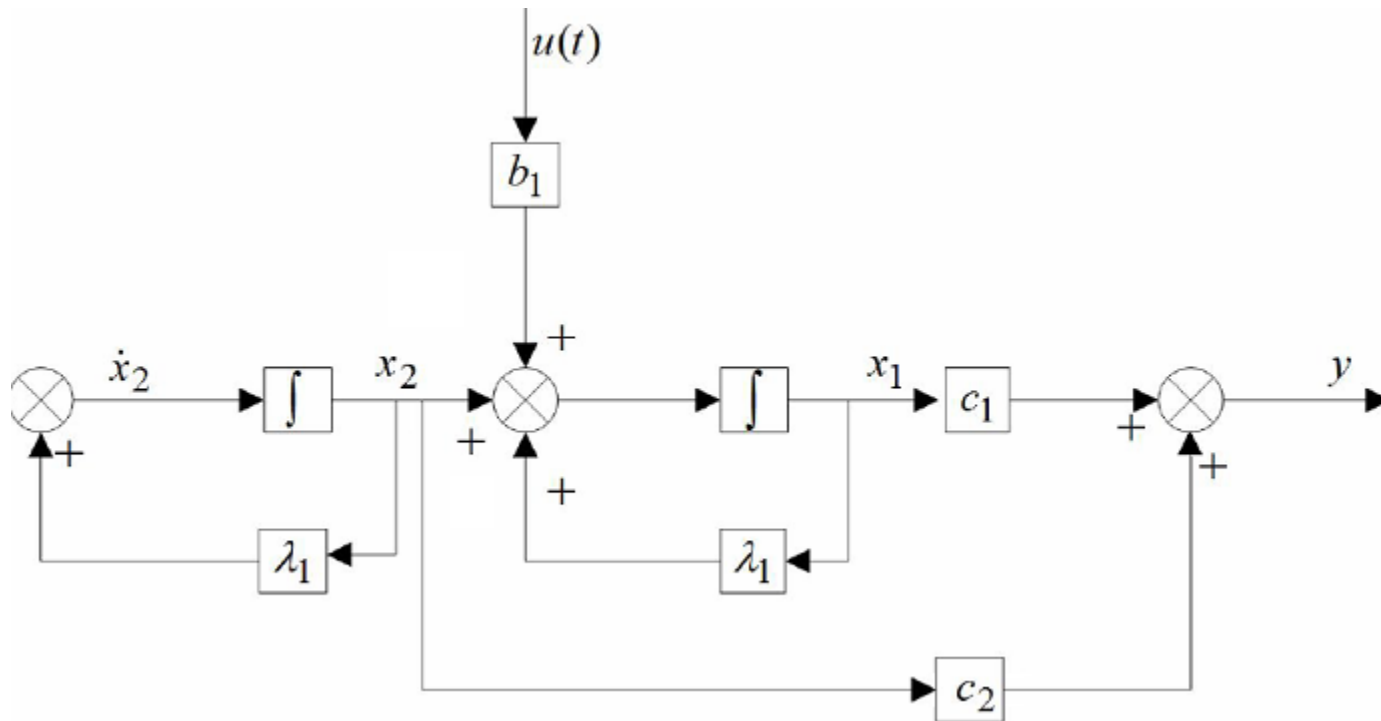 u(t)
b₁
+
ẋ₂
∫
x₂
∫
x₁
c₁
y
+
+
+
+
+
λ₁
λ₁
c₂